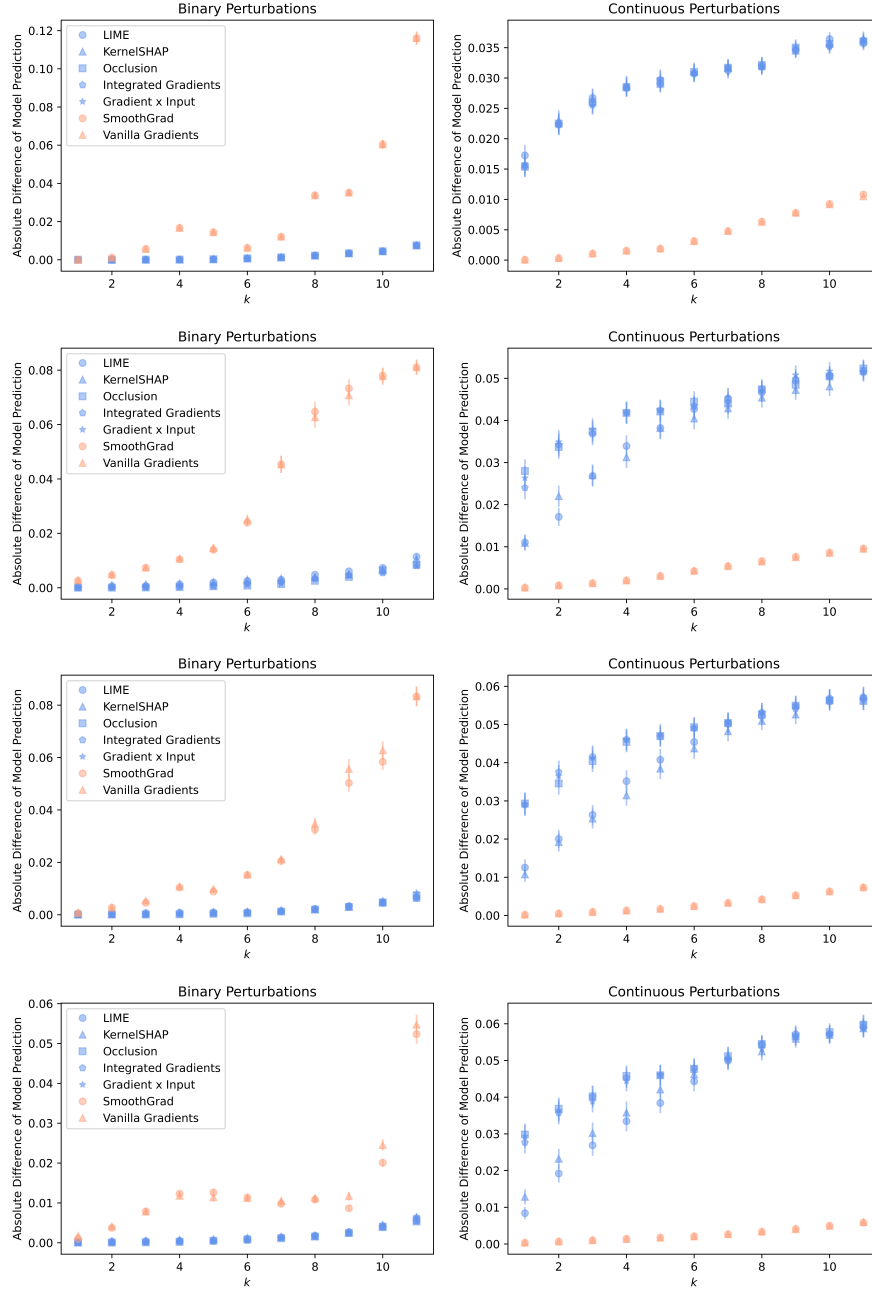 Binary Perturbations
Absolute Difference of Model Prediction
0.12
0.10
0.08
0.06
0.04
0.02
0.00
LIME
KernelSHAP
Occlusion
Integrated Gradients
Gradient x Input
SmoothGrad
Vanilla Gradients
2 4 6 8 10
k
Continuous Perturbations
Absolute Difference of Model Prediction
0.035
0.030
0.025
0.020
0.015
0.010
0.005
0.000
2 4 6 8 10
k
Binary Perturbations
Absolute Difference of Model Prediction
0.08
0.06
0.04
0.02
0.00
LIME
KernelSHAP
Occlusion
Integrated Gradients
Gradient x Input
SmoothGrad
Vanilla Gradients
2 4 6 8 10
k
Continuous Perturbations
Absolute Difference of Model Prediction
0.05
0.04
0.03
0.02
0.01
0.00
2 4 6 8 10
k
Binary Perturbations
Absolute Difference of Model Prediction
0.08
0.06
0.04
0.02
0.00
LIME
KernelSHAP
Occlusion
Integrated Gradients
Gradient x Input
SmoothGrad
Vanilla Gradients
2 4 6 8 10
k
Continuous Perturbations
Absolute Difference of Model Prediction
0.06
0.05
0.04
0.03
0.02
0.01
0.00
2 4 6 8 10
k
Binary Perturbations
Absolute Difference of Model Prediction
0.06
0.05
0.04
0.03
0.02
0.01
0.00
LIME
KernelSHAP
Occlusion
Integrated Gradients
Gradient x Input
SmoothGrad
Vanilla Gradients
2 4 6 8 10
k
Continuous Perturbations
Absolute Difference of Model Prediction
0.06
0.05
0.04
0.03
0.02
0.01
0.00
2 4 6 8 10
k